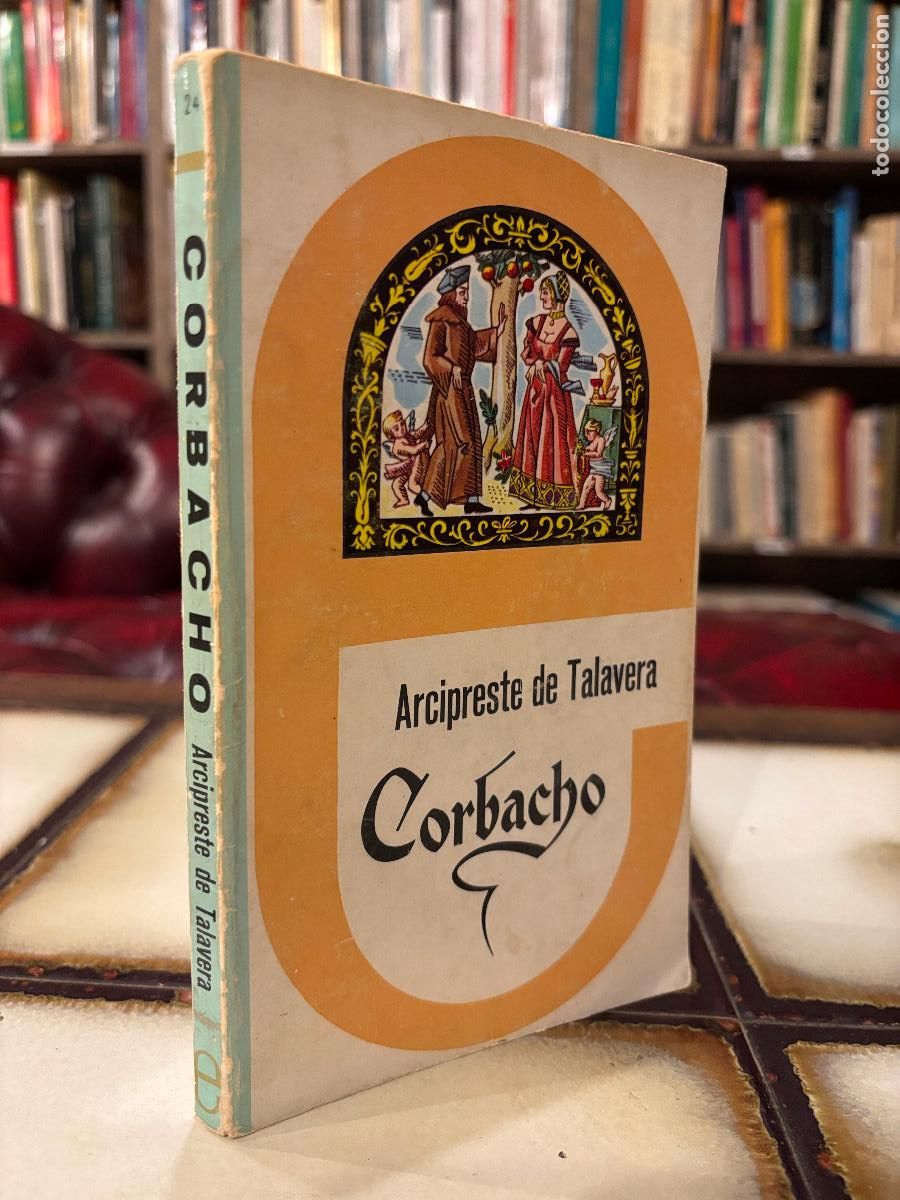 24
CORBACHO Arcipreste de Talavera
Arcipreste de Talavera
Corbacho
todocoleccion